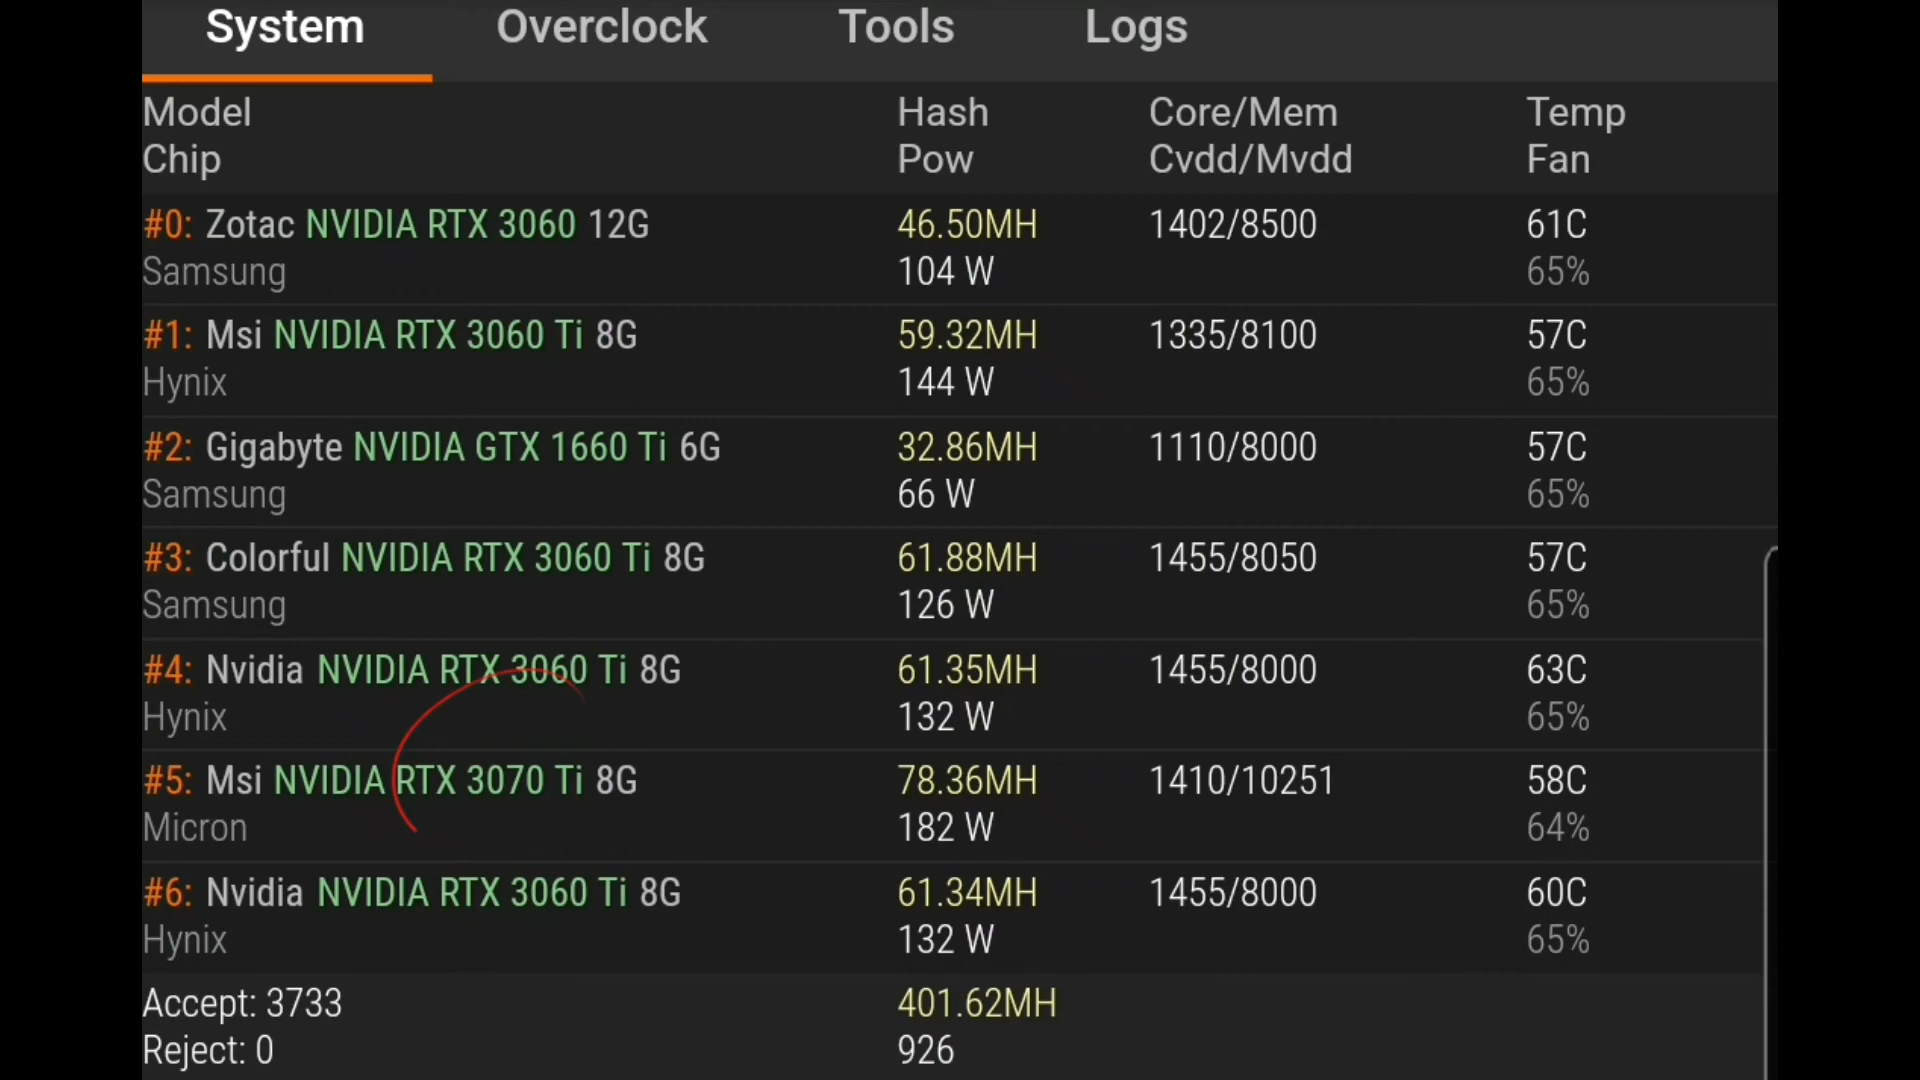 System Overclock Tools Logs
Model Hash Core/Mem Temp
Chip Pow Cvdd/Mvdd Fan
#0: Zotac NVIDIA RTX 3060 12G 46.50MH 1402/8500 61C
Samsung 104 W 65%
#1: Msi NVIDIA RTX 3060 Ti 8G 59.32MH 1335/8100 57C
Hynix 144 W 65%
#2: Gigabyte NVIDIA GTX 1660 Ti 6G 32.86MH 1110/8000 57C
Samsung 66 W 65%
#3: Colorful NVIDIA RTX 3060 Ti 8G 61.88MH 1455/8050 57C
Samsung 126 W 65%
#4: Nvidia NVIDIA RTX 3060 Ti 8G 61.35MH 1455/8000 63C
Hynix 132 W 65%
#5: Msi NVIDIA RTX 3070 Ti 8G 78.36MH 1410/10251 58C
Micron 182 W 64%
#6: Nvidia NVIDIA RTX 3060 Ti 8G 61.34MH 1455/8000 60C
Hynix 132 W 65%
Accept: 3733 401.62MH
Reject: 0 926